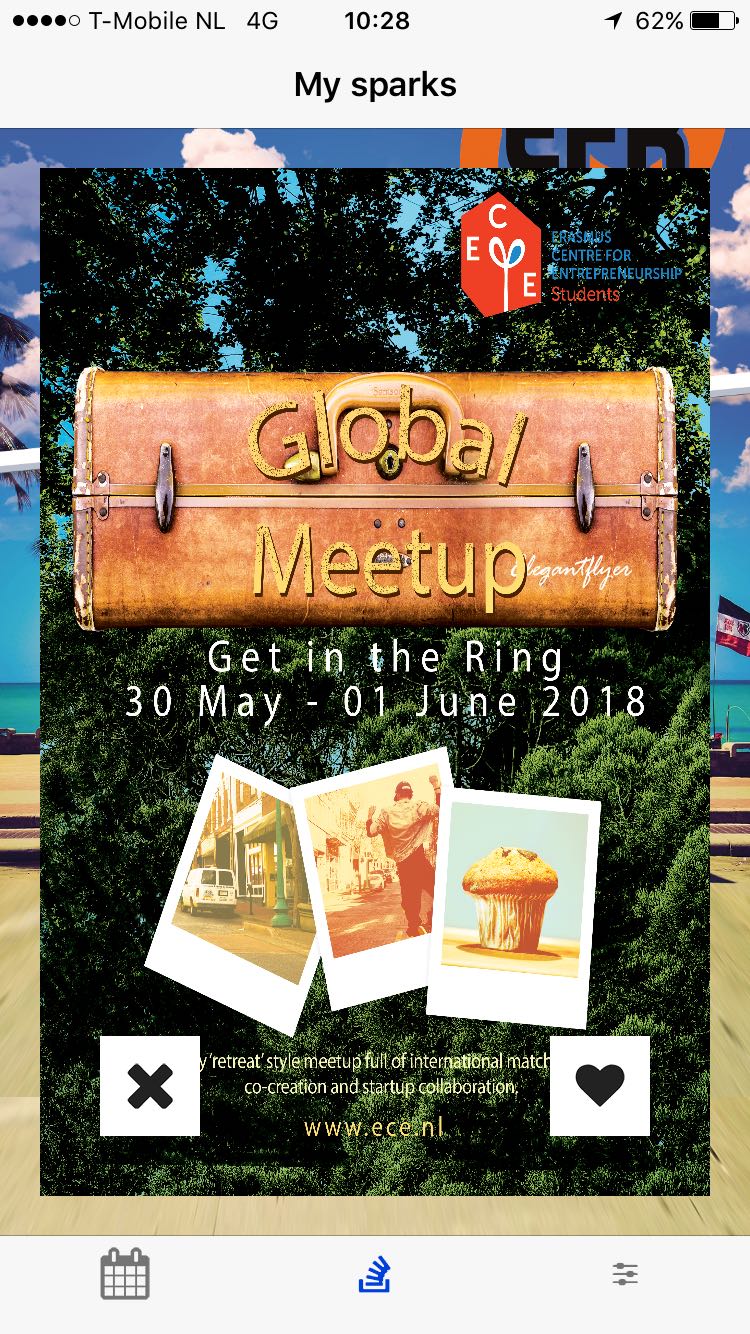 T-Mobile NL 4G 10:28 62%
My sparks
C
E E
E
ERASMUS
CENTRE FOR
ENTREPRENEURSHIP
Students
Global
Meetup
elegantflyer
Get in the Ring
30 May - 01 June 2018
'retreat' style meetup full of international match
co-creation and startup collaboration.
www.ece.nl